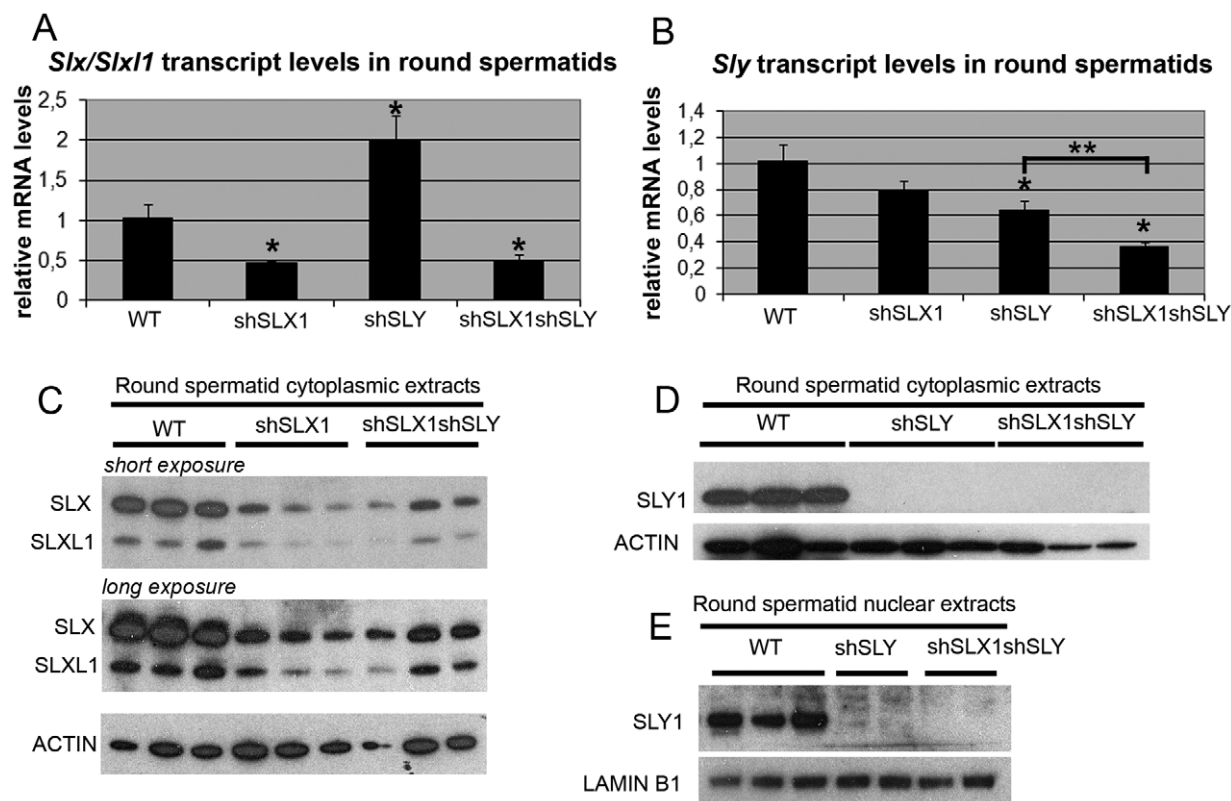 A
Slx/Slxl1 transcript levels in round spermatids
relative mRNA levels
2,5
2
1,5
1
0,5
0
*
*
*
WT
shSLX1
shSLY
shSLX1shSLY
B
Sly transcript levels in round spermatids
relative mRNA levels
1,4
1,2
1
0,8
0,6
0,4
0,2
0
**
*
*
WT
shSLX1
shSLY
shSLX1shSLY
C
Round spermatid cytoplasmic extracts
WT
shSLX1
shSLX1shSLY
short exposure
SLX
SLXL1
long exposure
SLX
SLXL1
ACTIN
D
Round spermatid cytoplasmic extracts
WT
shSLY
shSLX1shSLY
SLY1
ACTIN
E
Round spermatid nuclear extracts
WT
shSLY
shSLX1shSLY
SLY1
LAMIN B1